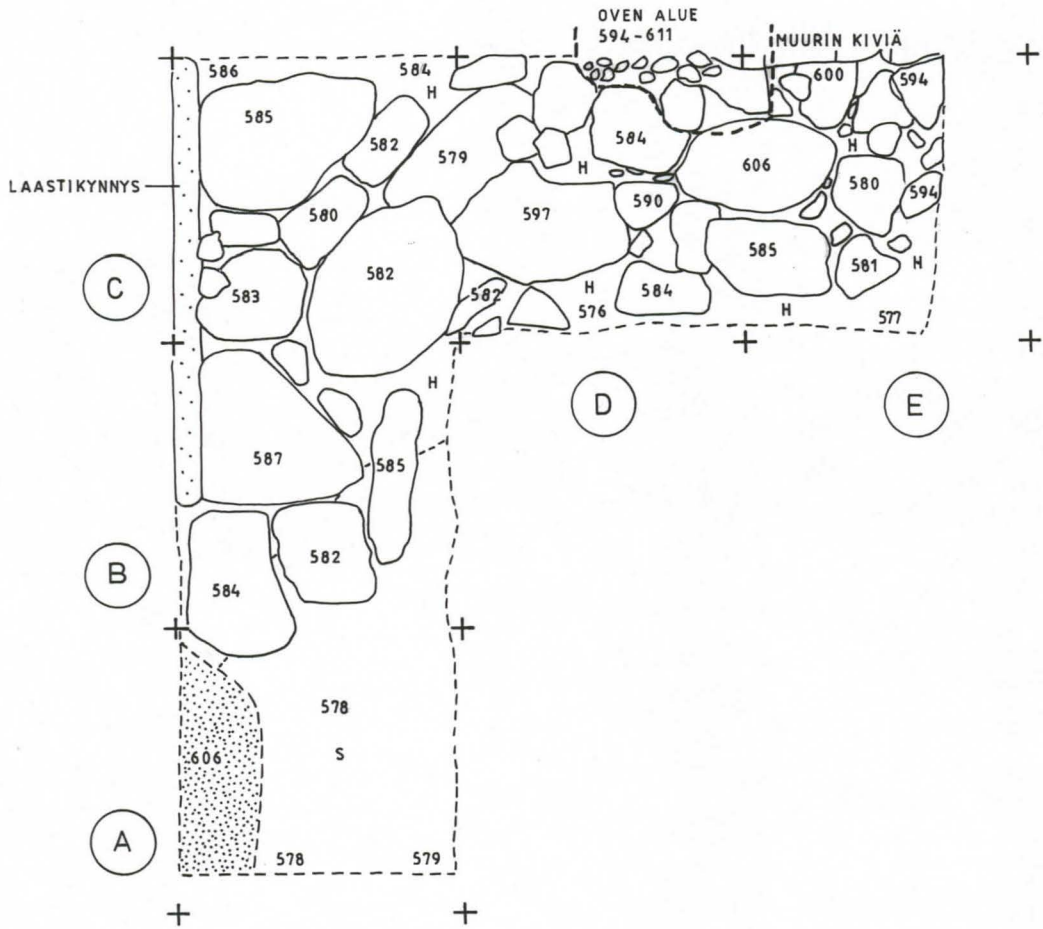 OVEN ALUE
594-611
MUURIN KIVIÄ
586
584
600
594
H
585
582
579
584
H
606
H
580
594
LAASTIKYNNYS
580
597
590
585
581
H
C
583
582
582
H
576
584
H
577
H
D
E
587
585
B
584
582
578
606
S
A
578
579